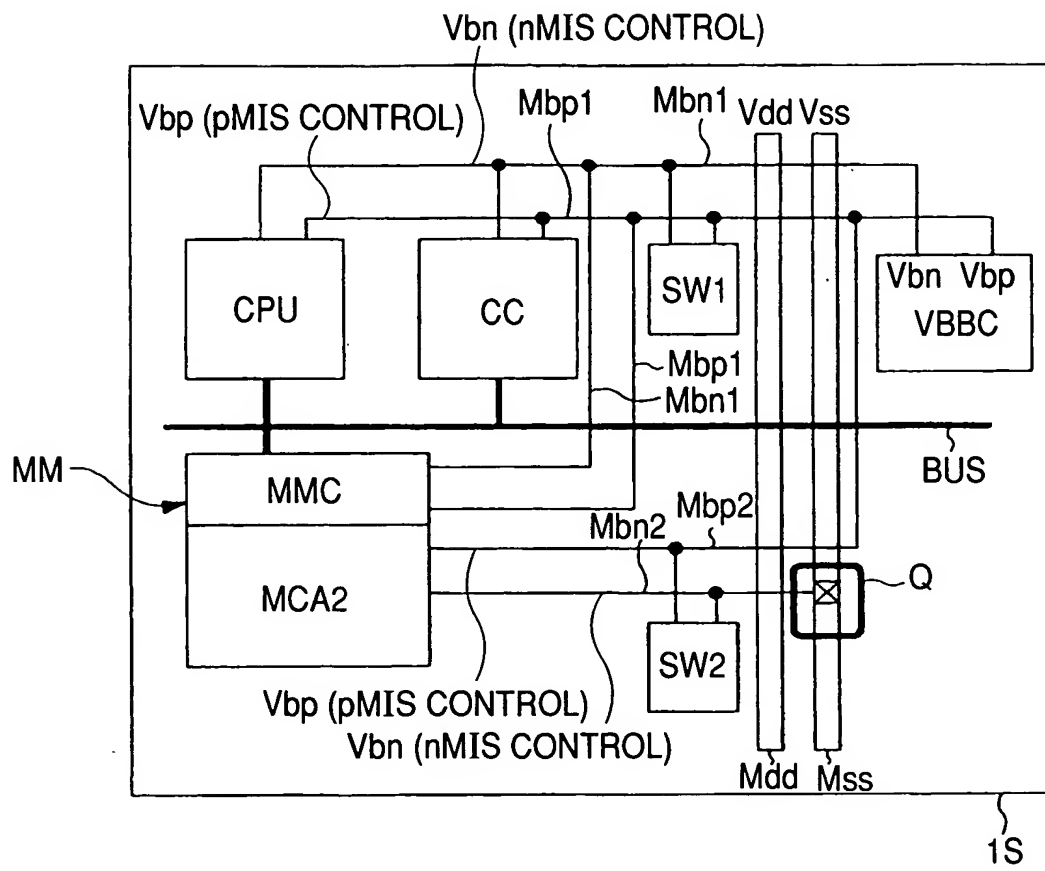 Vbn (nMIS CONTROL)
Vbp (pMIS CONTROL)
Mbp1
Mbn1
Vdd
Vss
CPU
CC
SW1
Vbn
Vbp
VBBC
Mbp1
Mbn1
MM
BUS
MMC
Mbn2
Mbp2
MCA2
Q
SW2
Vbp (pMIS CONTROL)
Vbn (nMIS CONTROL)
Mdd
Mss
1S